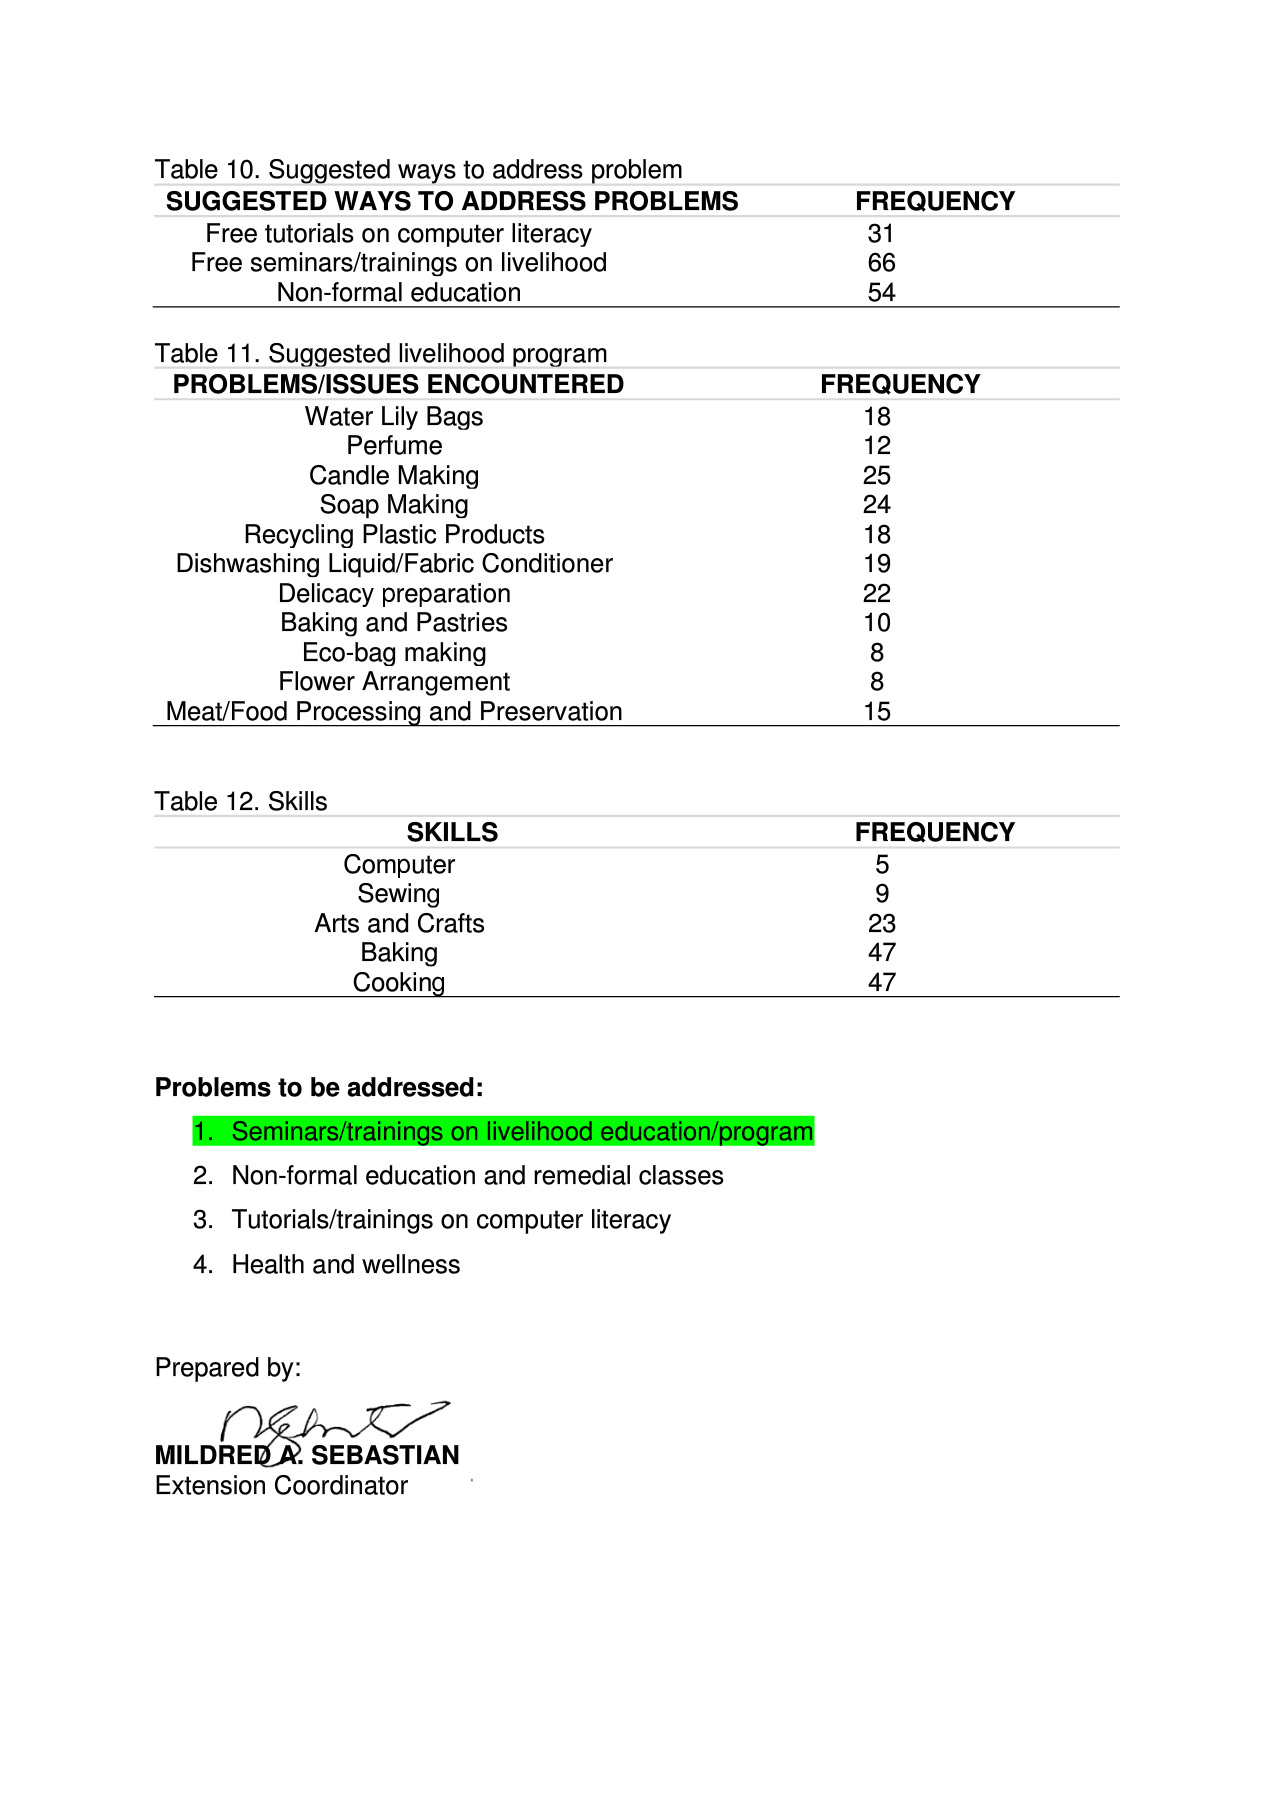 Table 10. Suggested ways to address problem
SUGGESTED WAYS TO ADDRESS PROBLEMS FREQUENCY
Free tutorials on computer literacy 31
Free seminars/trainings on livelihood 66
Non-formal education 54
Table 11. Suggested livelihood program
PROBLEMS/ISSUES ENCOUNTERED FREQUENCY
Water Lily Bags 18
Perfume 12
Candle Making 25
Soap Making 24
Recycling Plastic Products 18
Dishwashing Liquid/Fabric Conditioner 19
Delicacy preparation 22
Baking and Pastries 10
Eco-bag making 8
Flower Arrangement 8
Meat/Food Processing and Preservation 15
Table 12. Skills
SKILLS FREQUENCY
Computer 5
Sewing 9
Arts and Crafts 23
Baking 47
Cooking 47
Problems to be addressed:
1. Seminars/trainings on livelihood education/program
2. Non-formal education and remedial classes
3. Tutorials/trainings on computer literacy
4. Health and wellness
Prepared by:
MILDRED A. SEBASTIAN
Extension Coordinator